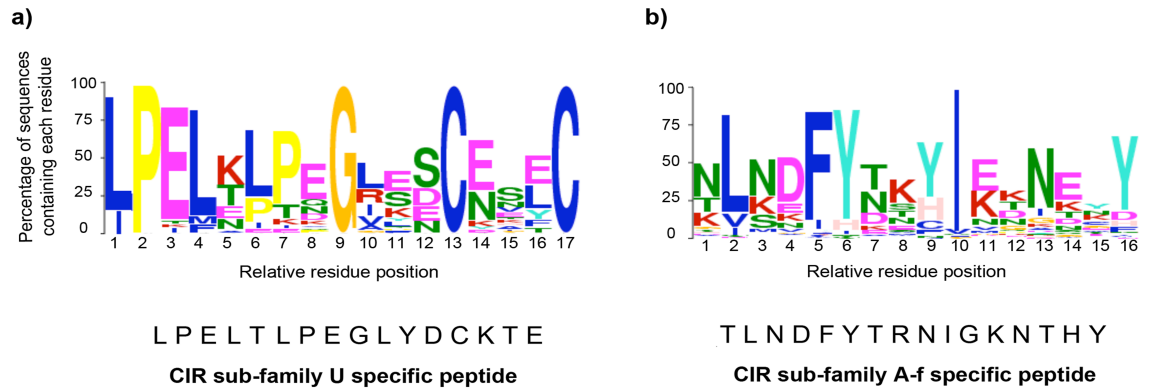 a)
Percentage of sequences
containing each residue
100
75
50
25
0
1 2 3 4 5 6 7 8 9 10 11 12 13 14 15 16 17
Relative residue position
L P E L T L P E G L Y D C K T E
CIR sub-family U specific peptide
b)
100
75
50
25
0
1 2 3 4 5 6 7 8 9 10 11 12 13 14 15 16
Relative residue position
T L N D F Y T R N I G K N T H Y
CIR sub-family A-f specific peptide